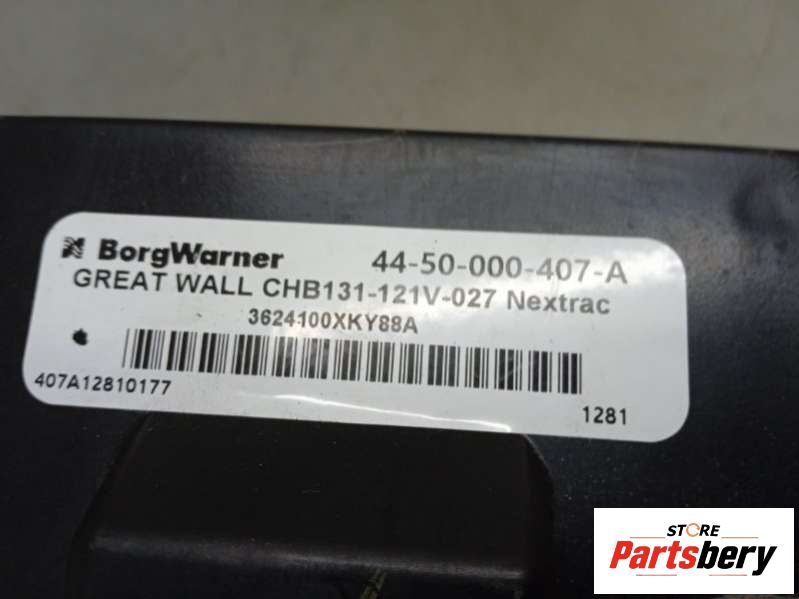 BorgWarner 44-50-000-407-A
GREAT WALL CHB131-121V-027 Nextrac
3624100XKY88A
407A12810177
1281
STORE
Partsbery